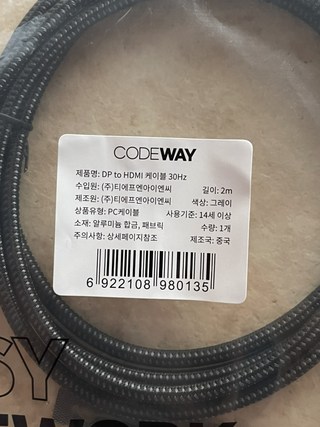 CODEWAY
제품명: DP to HDMI 케이블 30Hz
수입원: (주)티에프엔아이엔씨 길이: 2m
제조원: (주)티에프엔아이엔씨 색상: 그레이
상품유형: PC케이블 사용기준: 14세 이상
소재: 알루미늄 합금, 패브릭 수량: 1개
주의사항: 상세페이지참조 제조국: 중국
6 922108 980135